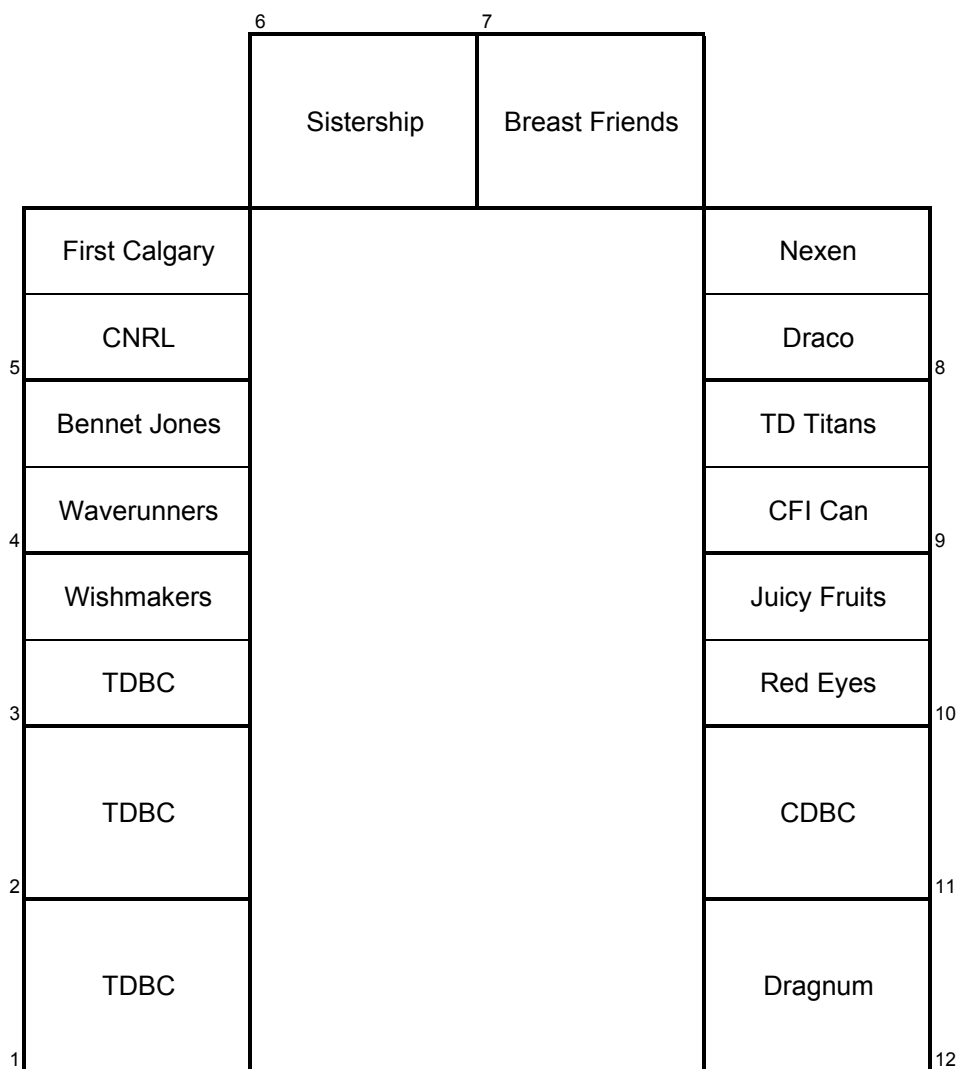 6 7
Sistership Breast Friends
First Calgary Nexen
CNRL Draco
5 8
Bennet Jones TD Titans
Waverunners CFI Can
4 9
Wishmakers Juicy Fruits
TDBC Red Eyes
3 10
TDBC CDBC
2 11
TDBC Dragnum
1 12